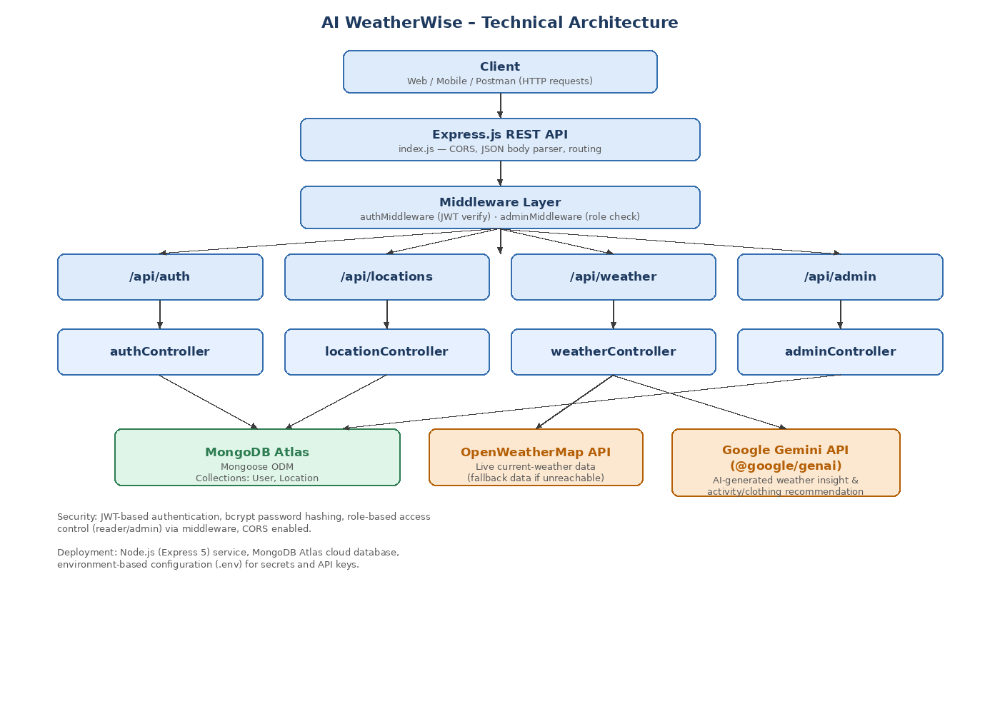 AI WeatherWise – Technical Architecture
Client
Web / Mobile / Postman (HTTP requests)
Express.js REST API
index.js — CORS, JSON body parser, routing
Middleware Layer
authMiddleware (JWT verify) · adminMiddleware (role check)
/api/auth
/api/locations
/api/weather
/api/admin
authController
locationController
weatherController
adminController
MongoDB Atlas
Mongoose ODM
Collections: User, Location
OpenWeatherMap API
Live current-weather data
(fallback data if unreachable)
Google Gemini API
(@google/genai)
AI-generated weather insight &
activity/clothing recommendation
Security: JWT-based authentication, bcrypt password hashing, role-based access
control (reader/admin) via middleware, CORS enabled.
Deployment: Node.js (Express 5) service, MongoDB Atlas cloud database,
environment-based configuration (.env) for secrets and API keys.